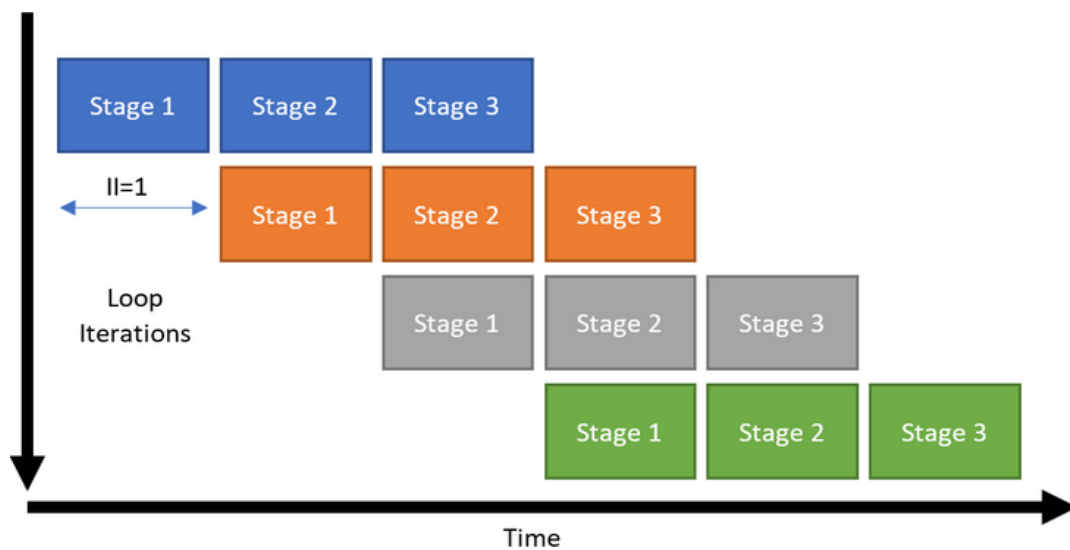 Stage 1
Stage 2
Stage 3
II=1
Stage 1
Stage 2
Stage 3
Loop
Iterations
Stage 1
Stage 2
Stage 3
Stage 1
Stage 2
Stage 3
Time